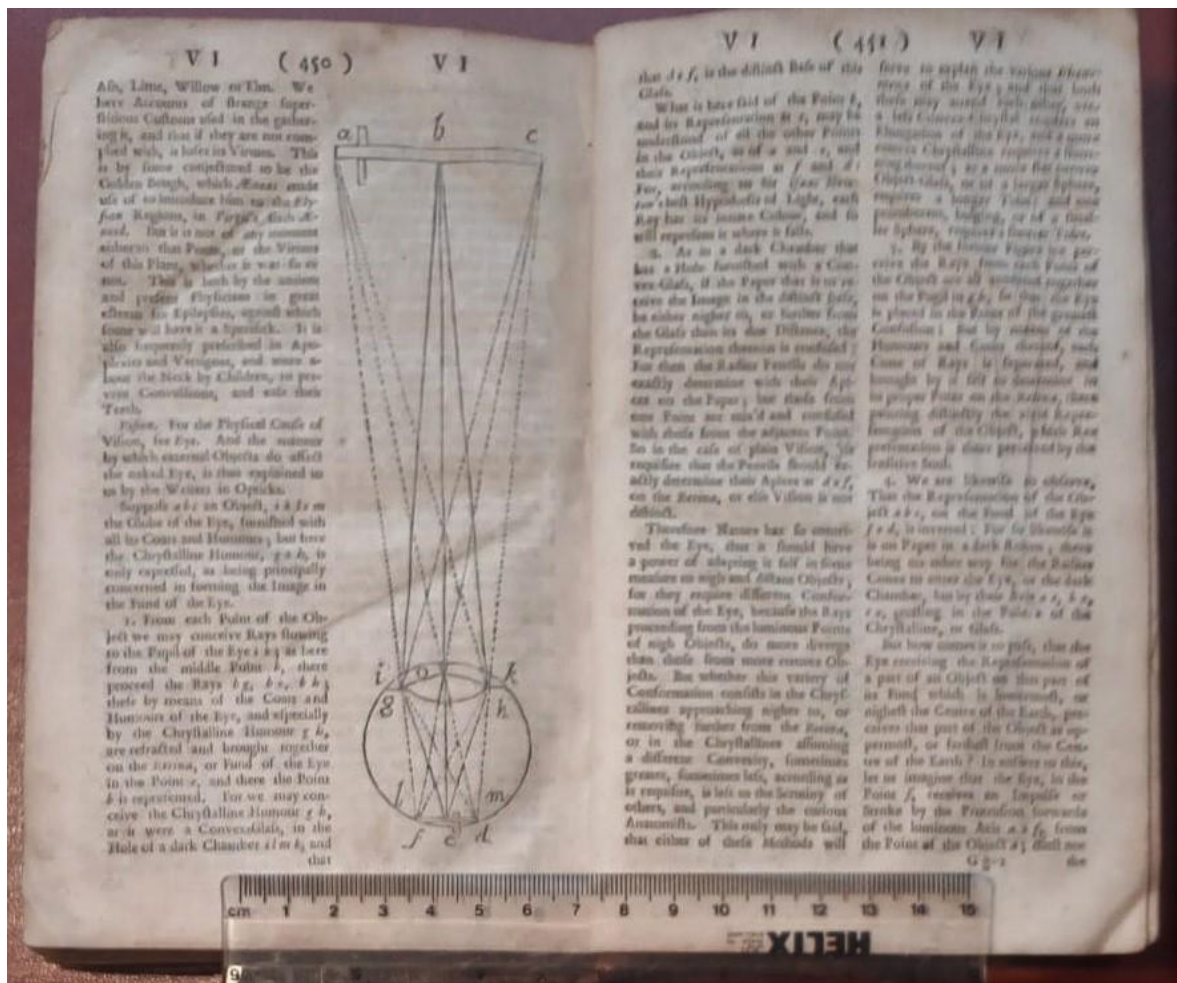 V I ( 450 ) V I
Ash, Lime, Willow or Elm. We
have Accounts of strange super-
stitious Customs used in the gather-
ing it, and that if they are not com-
plied with, it loses its Virtues. This
is by some conjectured to be the
Golden Bough, which Æneas made
use of to introduce him to the Ely-
sian Regions, in Virgil's sixth Æ-
neid. But it is not of any moment
either to that Poem, or the Virtues
of this Plant, whether it was so or
not. This is both by the ancient
and present Physicians in great
esteem for Epilepsies, against which
some will have it a Specifick. It is
also frequently prescribed in Apo-
plexies and Vertigoes, and worn a-
bout the Neck by Children, to pre-
vent Convulsions, and ease their
Teeth.
Vision. For the Physical Cause of
Vision, see Eye. And the manner
by which external Objects do affect
the naked Eye, is thus explained to
us by the Writers in Opticks.
Suppose a b c an Object, i k l m
the Globe of the Eye, furnished with
all its Coats and Humours; but here
the Chrystalline Humour, g o h, is
only expressed, as being principally
concerned in forming the Image in
the Fund of the Eye.
1. From each Point of the Ob-
ject we may conceive Rays flowing
to the Pupil of the Eye i k; as here
from the middle Point b, there
proceed the Rays b g, b o, b h;
these by means of the Coats and
Humours of the Eye, and especially
by the Chrystalline Humour g h,
are refracted and brought together
on the Retina, or Fund of the Eye
in the Point e, and there the Point
b is represented. For we may con-
ceive the Chrystalline Humour g h,
as it were a Convex-Glass, in the
Hole of a dark Chamber i l m k, and
that
a b c
i o k
g h
l m
f e d
V I ( 451 ) V I
that d e f, is the distinct Base of this
Glass.
What is here said of the Point b,
and its Representation at e, may be
understood of all the other Points
in the Object, as of a and c, and
their Representations at f and d:
For, according to Sir Isaac New-
ton's best Hypothesis of Light, each
Ray has its innate Colour, and so
will represent it where it falls.
2. As in a dark Chamber that
has a Hole furnished with a Con-
vex-Glass, if the Paper that is to re-
ceive the Image in the distinct Base,
be either nigher to, or farther from
the Glass than its due Distance, the
Representation thereon is confused;
For then the Radius Pencils do not
exactly determine with their Api-
ces on the Paper; but those from
one Point are mix'd and confused
with those from the adjacent Point.
So in the case of plain Vision, 'tis
requisite that the Pencils should ex-
actly determine their Apices at d e f,
on the Retina, or else Vision is not
distinct.
Therefore Nature has so contri-
ved the Eye, that it should have
a power of adapting it self in some
measure to nigh and distant Objects;
for they require different Confor-
mation of the Eye, because the Rays
proceeding from the luminous Points
of nigh Objects, do more diverge
than those from more remote Ob-
jects. But whether this variety of
Conformation consists in the Chrys-
tallines approaching nigher to, or
removing farther from the Retina,
or in the Chrystallines assuming
a different Convexity, sometimes
greater, sometimes less, according as
is requisite, is left to the Scrutiny of
others, and particularly the curious
Anatomists. This only may be said,
that either of these Methods will
serve to explain the various
of the Eye; and that both
these may
a less Convex Chrystalline requires an
Elongation of the Eye, and a more
convex Chrystalline requires a
as a more flat convex
Object-Glass, or of a larger Sphere,
requires a longer and one
bulging, or of a smal-
ler Sphere, requires a
3. By the former Figure we per-
ceive the Rays from each Point of
the Object are all together
on the Pupil in g h, so that the Eye
is placed in the Point of the greatest
Confusion: But by means of the
Humours and Coats thereof, each
Cone of Rays is separated, and
brought by it self to determine in
its proper Point on the Retina, there
painting distinctly the Repre-
sentation of the Object, which
is there perceived by the
sensitive Soul.
4. We are likewise to observe,
That the Representation of the Ob-
ject a b c, on the Fund of the Eye
f e d, is inverted: For so likewise it
is on Paper in a dark Room; there
being no other way for the Radius
Cones to enter the Eye, or the dark
Chamber, but by their Axis a o, b o,
c o, crossing in the Pole o of the
Chrystalline, or Glass.
But how comes it to pass, that the
Eye receiving the Representation of
a part of an Object on that part of
its Fund which is lowermost, or
nighest the Centre of the Earth, per-
ceives that part of the Object as up-
permost, or farthest from the Cen-
tre of the Earth? In answer to this,
let us imagine that the Eye, in the
Point f, receives an Impulse or
Stroke by the Protrusion forwards
of the luminous Axis a o f, from
the Point of the Object a; must not
G g 2 the
cm 1 2 3 4 5 6 7 8 9 10 11 12 13 14 15
HELIX